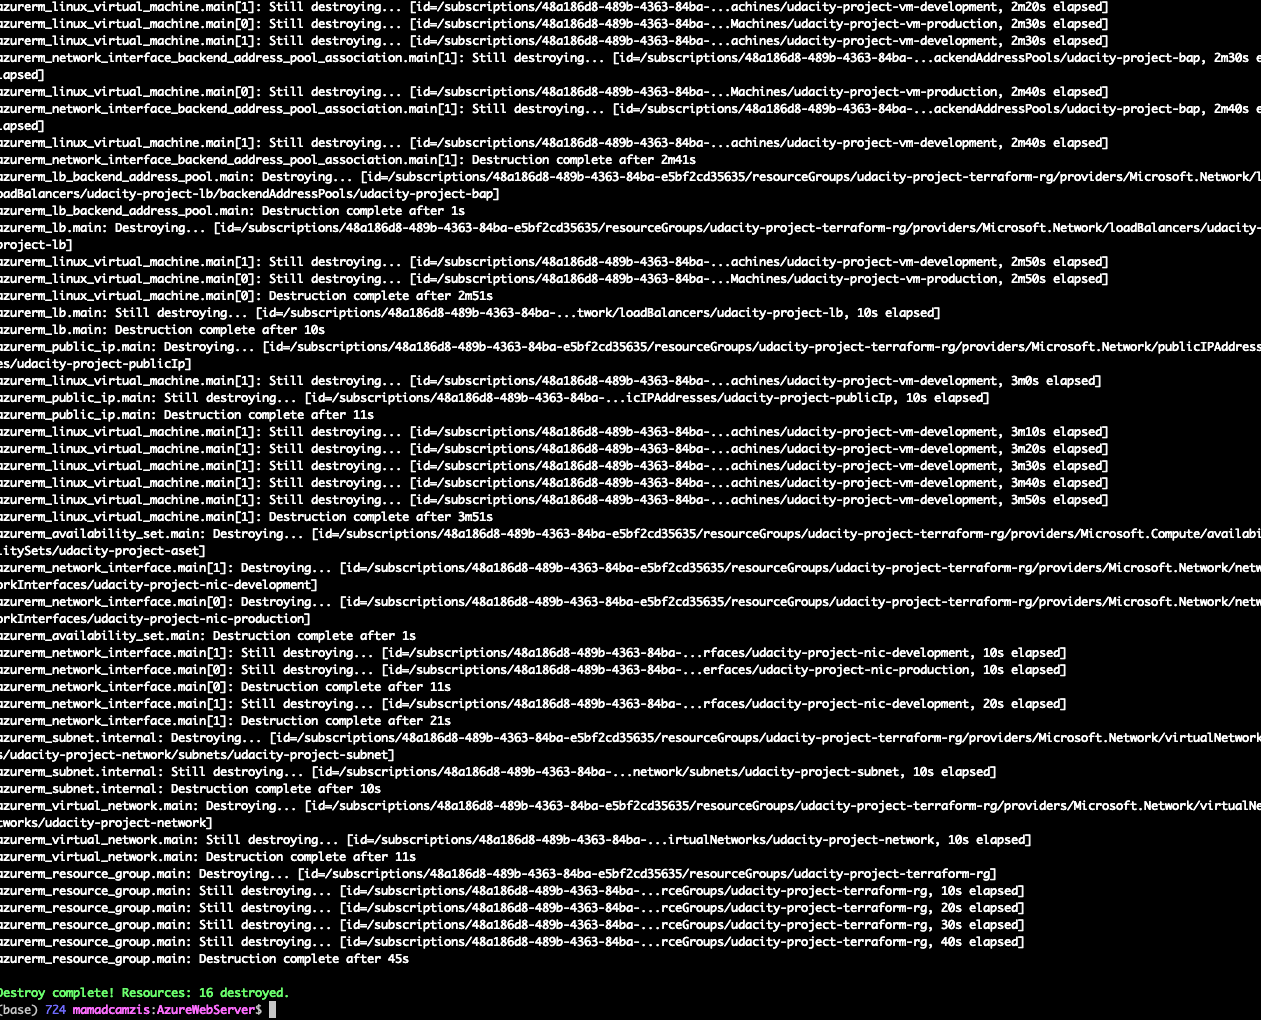 azurerm_linux_virtual_machine.main[1]: Still destroying... [id=/subscriptions/48a186d8-489b-4363-84ba-...achines/udacity-project-vm-development, 2m20s elapsed]
azurerm_linux_virtual_machine.main[0]: Still destroying... [id=/subscriptions/48a186d8-489b-4363-84ba-...Machines/udacity-project-vm-production, 2m30s elapsed]
azurerm_linux_virtual_machine.main[1]: Still destroying... [id=/subscriptions/48a186d8-489b-4363-84ba-...achines/udacity-project-vm-development, 2m30s elapsed]
azurerm_network_interface_backend_address_pool_association.main[1]: Still destroying... [id=/subscriptions/48a186d8-489b-4363-84ba-...ackendAddressPools/udacity-project-bap, 2m30s e
lapsed]
azurerm_linux_virtual_machine.main[0]: Still destroying... [id=/subscriptions/48a186d8-489b-4363-84ba-...Machines/udacity-project-vm-production, 2m40s elapsed]
azurerm_network_interface_backend_address_pool_association.main[1]: Still destroying... [id=/subscriptions/48a186d8-489b-4363-84ba-...ackendAddressPools/udacity-project-bap, 2m40s e
lapsed]
azurerm_linux_virtual_machine.main[1]: Still destroying... [id=/subscriptions/48a186d8-489b-4363-84ba-...achines/udacity-project-vm-development, 2m40s elapsed]
azurerm_network_interface_backend_address_pool_association.main[1]: Destruction complete after 2m41s
azurerm_lb_backend_address_pool.main: Destroying... [id=/subscriptions/48a186d8-489b-4363-84ba-e5bf2cd35635/resourceGroups/udacity-project-terraform-rg/providers/Microsoft.Network/l
oadBalancers/udacity-project-lb/backendAddressPools/udacity-project-bap]
azurerm_lb_backend_address_pool.main: Destruction complete after 1s
azurerm_lb.main: Destroying... [id=/subscriptions/48a186d8-489b-4363-84ba-e5bf2cd35635/resourceGroups/udacity-project-terraform-rg/providers/Microsoft.Network/loadBalancers/udacity-
project-lb]
azurerm_linux_virtual_machine.main[1]: Still destroying... [id=/subscriptions/48a186d8-489b-4363-84ba-...achines/udacity-project-vm-development, 2m50s elapsed]
azurerm_linux_virtual_machine.main[0]: Still destroying... [id=/subscriptions/48a186d8-489b-4363-84ba-...Machines/udacity-project-vm-production, 2m50s elapsed]
azurerm_linux_virtual_machine.main[0]: Destruction complete after 2m51s
azurerm_lb.main: Still destroying... [id=/subscriptions/48a186d8-489b-4363-84ba-...twork/loadBalancers/udacity-project-lb, 10s elapsed]
azurerm_lb.main: Destruction complete after 10s
azurerm_public_ip.main: Destroying... [id=/subscriptions/48a186d8-489b-4363-84ba-e5bf2cd35635/resourceGroups/udacity-project-terraform-rg/providers/Microsoft.Network/publicIPAddress
es/udacity-project-publicIp]
azurerm_linux_virtual_machine.main[1]: Still destroying... [id=/subscriptions/48a186d8-489b-4363-84ba-...achines/udacity-project-vm-development, 3m0s elapsed]
azurerm_public_ip.main: Still destroying... [id=/subscriptions/48a186d8-489b-4363-84ba-...icIPAddresses/udacity-project-publicIp, 10s elapsed]
azurerm_public_ip.main: Destruction complete after 11s
azurerm_linux_virtual_machine.main[1]: Still destroying... [id=/subscriptions/48a186d8-489b-4363-84ba-...achines/udacity-project-vm-development, 3m10s elapsed]
azurerm_linux_virtual_machine.main[1]: Still destroying... [id=/subscriptions/48a186d8-489b-4363-84ba-...achines/udacity-project-vm-development, 3m20s elapsed]
azurerm_linux_virtual_machine.main[1]: Still destroying... [id=/subscriptions/48a186d8-489b-4363-84ba-...achines/udacity-project-vm-development, 3m30s elapsed]
azurerm_linux_virtual_machine.main[1]: Still destroying... [id=/subscriptions/48a186d8-489b-4363-84ba-...achines/udacity-project-vm-development, 3m40s elapsed]
azurerm_linux_virtual_machine.main[1]: Still destroying... [id=/subscriptions/48a186d8-489b-4363-84ba-...achines/udacity-project-vm-development, 3m50s elapsed]
azurerm_linux_virtual_machine.main[1]: Destruction complete after 3m51s
azurerm_availability_set.main: Destroying... [id=/subscriptions/48a186d8-489b-4363-84ba-e5bf2cd35635/resourceGroups/udacity-project-terraform-rg/providers/Microsoft.Compute/availabi
litySets/udacity-project-aset]
azurerm_network_interface.main[1]: Destroying... [id=/subscriptions/48a186d8-489b-4363-84ba-e5bf2cd35635/resourceGroups/udacity-project-terraform-rg/providers/Microsoft.Network/netw
orkInterfaces/udacity-project-nic-development]
azurerm_network_interface.main[0]: Destroying... [id=/subscriptions/48a186d8-489b-4363-84ba-e5bf2cd35635/resourceGroups/udacity-project-terraform-rg/providers/Microsoft.Network/netw
orkInterfaces/udacity-project-nic-production]
azurerm_availability_set.main: Destruction complete after 1s
azurerm_network_interface.main[1]: Still destroying... [id=/subscriptions/48a186d8-489b-4363-84ba-...rfaces/udacity-project-nic-development, 10s elapsed]
azurerm_network_interface.main[0]: Still destroying... [id=/subscriptions/48a186d8-489b-4363-84ba-...erfaces/udacity-project-nic-production, 10s elapsed]
azurerm_network_interface.main[0]: Destruction complete after 11s
azurerm_network_interface.main[1]: Still destroying... [id=/subscriptions/48a186d8-489b-4363-84ba-...rfaces/udacity-project-nic-development, 20s elapsed]
azurerm_network_interface.main[1]: Destruction complete after 21s
azurerm_subnet.internal: Destroying... [id=/subscriptions/48a186d8-489b-4363-84ba-e5bf2cd35635/resourceGroups/udacity-project-terraform-rg/providers/Microsoft.Network/virtualNetwork
s/udacity-project-network/subnets/udacity-project-subnet]
azurerm_subnet.internal: Still destroying... [id=/subscriptions/48a186d8-489b-4363-84ba-...network/subnets/udacity-project-subnet, 10s elapsed]
azurerm_subnet.internal: Destruction complete after 10s
azurerm_virtual_network.main: Destroying... [id=/subscriptions/48a186d8-489b-4363-84ba-e5bf2cd35635/resourceGroups/udacity-project-terraform-rg/providers/Microsoft.Network/virtualNe
tworks/udacity-project-network]
azurerm_virtual_network.main: Still destroying... [id=/subscriptions/48a186d8-489b-4363-84ba-...irtualNetworks/udacity-project-network, 10s elapsed]
azurerm_virtual_network.main: Destruction complete after 11s
azurerm_resource_group.main: Destroying... [id=/subscriptions/48a186d8-489b-4363-84ba-e5bf2cd35635/resourceGroups/udacity-project-terraform-rg]
azurerm_resource_group.main: Still destroying... [id=/subscriptions/48a186d8-489b-4363-84ba-...rceGroups/udacity-project-terraform-rg, 10s elapsed]
azurerm_resource_group.main: Still destroying... [id=/subscriptions/48a186d8-489b-4363-84ba-...rceGroups/udacity-project-terraform-rg, 20s elapsed]
azurerm_resource_group.main: Still destroying... [id=/subscriptions/48a186d8-489b-4363-84ba-...rceGroups/udacity-project-terraform-rg, 30s elapsed]
azurerm_resource_group.main: Still destroying... [id=/subscriptions/48a186d8-489b-4363-84ba-...rceGroups/udacity-project-terraform-rg, 40s elapsed]
azurerm_resource_group.main: Destruction complete after 45s
Destroy complete! Resources: 16 destroyed.
(base) 724 mamadcamzis:AzureWebServer$